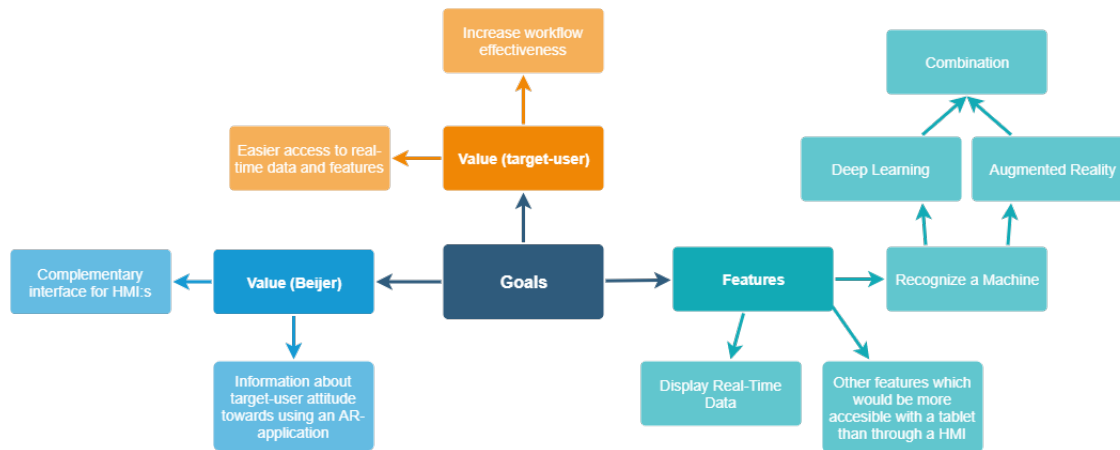 Increase workflow
effectiveness
Combination
Easier access to real-
time data and features
Value (target-user)
Deep Learning
Augmented Reality
Complementary
interface for HMI:s
Value (Beijer)
Goals
Features
Recognize a Machine
Information about
target-user attitude
towards using an AR-
application
Display Real-Time
Data
Other features which
would be more
accesible with a tablet
than through a HMI